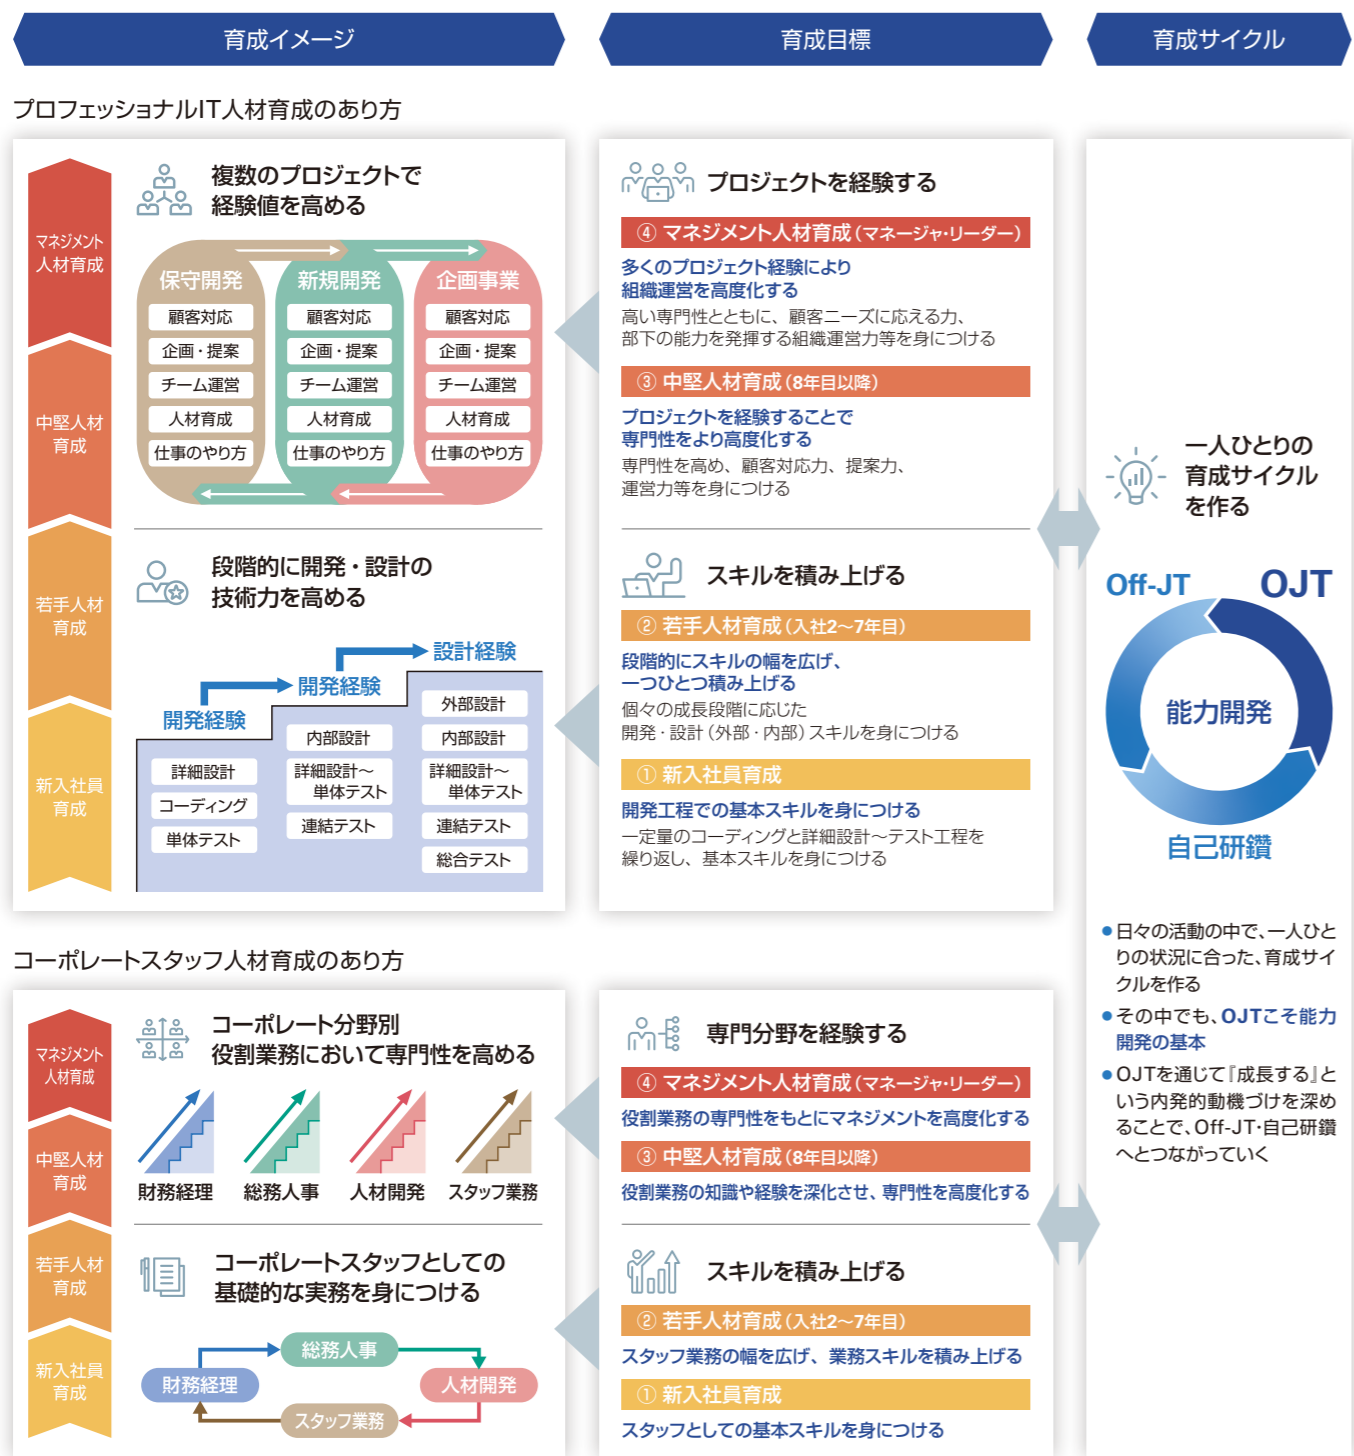 育成イメージ
育成目標
育成サイクル
プロフェッショナルIT人材育成のあり方
マネジメント
人材育成
中堅人材
育成
若手人材
育成
新入社員
育成
複数のプロジェクトで
経験値を高める
保守開発
顧客対応
企画・提案
チーム運営
人材育成
仕事のやり方
新規開発
顧客対応
企画・提案
チーム運営
人材育成
仕事のやり方
企画事業
顧客対応
企画・提案
チーム運営
人材育成
仕事のやり方
段階的に開発・設計の
技術力を高める
開発経験
詳細設計
コーディング
単体テスト
開発経験
内部設計
詳細設計～
単体テスト
連結テスト
設計経験
外部設計
内部設計
詳細設計～
単体テスト
連結テスト
総合テスト
プロジェクトを経験する
④ マネジメント人材育成（マネージャ・リーダー）
多くのプロジェクト経験により
組織運営を高度化する
高い専門性とともに、顧客ニーズに応える力、
部下の能力を発揮する組織運営力等を身につける
③ 中堅人材育成（8年目以降）
プロジェクトを経験することで
専門性をより高度化する
専門性を高め、顧客対応力、提案力、
運営力等を身につける
スキルを積み上げる
② 若手人材育成（入社2～7年目）
段階的にスキルの幅を広げ、
一つひとつ積み上げる
個々の成長段階に応じた
開発・設計（外部・内部）スキルを身につける
① 新入社員育成
開発工程での基本スキルを身につける
一定量のコーディングと詳細設計～テスト工程を
繰り返し、基本スキルを身につける
一人ひとりの
育成サイクル
を作る
Off-JT
OJT
能力開発
自己研鑽
●日々の活動の中で、一人ひと
りの状況に合った、育成サイ
クルを作る
●その中でも、OJTこそ能力
開発の基本
●OJTを通じて『成長する』と
いう内発的動機づけを深め
ることで、Off-JT・自己研鑽
へとつながっていく
コーポレートスタッフ人材育成のあり方
マネジメント
人材育成
中堅人材
育成
若手人材
育成
新入社員
育成
コーポレート分野別
役割業務において専門性を高める
財務経理
総務人事
人材開発
スタッフ業務
コーポレートスタッフとしての
基礎的な実務を身につける
総務人事
財務経理
人材開発
スタッフ業務
専門分野を経験する
④ マネジメント人材育成（マネージャ・リーダー）
役割業務の専門性をもとにマネジメントを高度化する
③ 中堅人材育成（8年目以降）
役割業務の知識や経験を深化させ、専門性を高度化する
スキルを積み上げる
② 若手人材育成（入社2～7年目）
スタッフ業務の幅を広げ、業務スキルを積み上げる
① 新入社員育成
スタッフとしての基本スキルを身につける